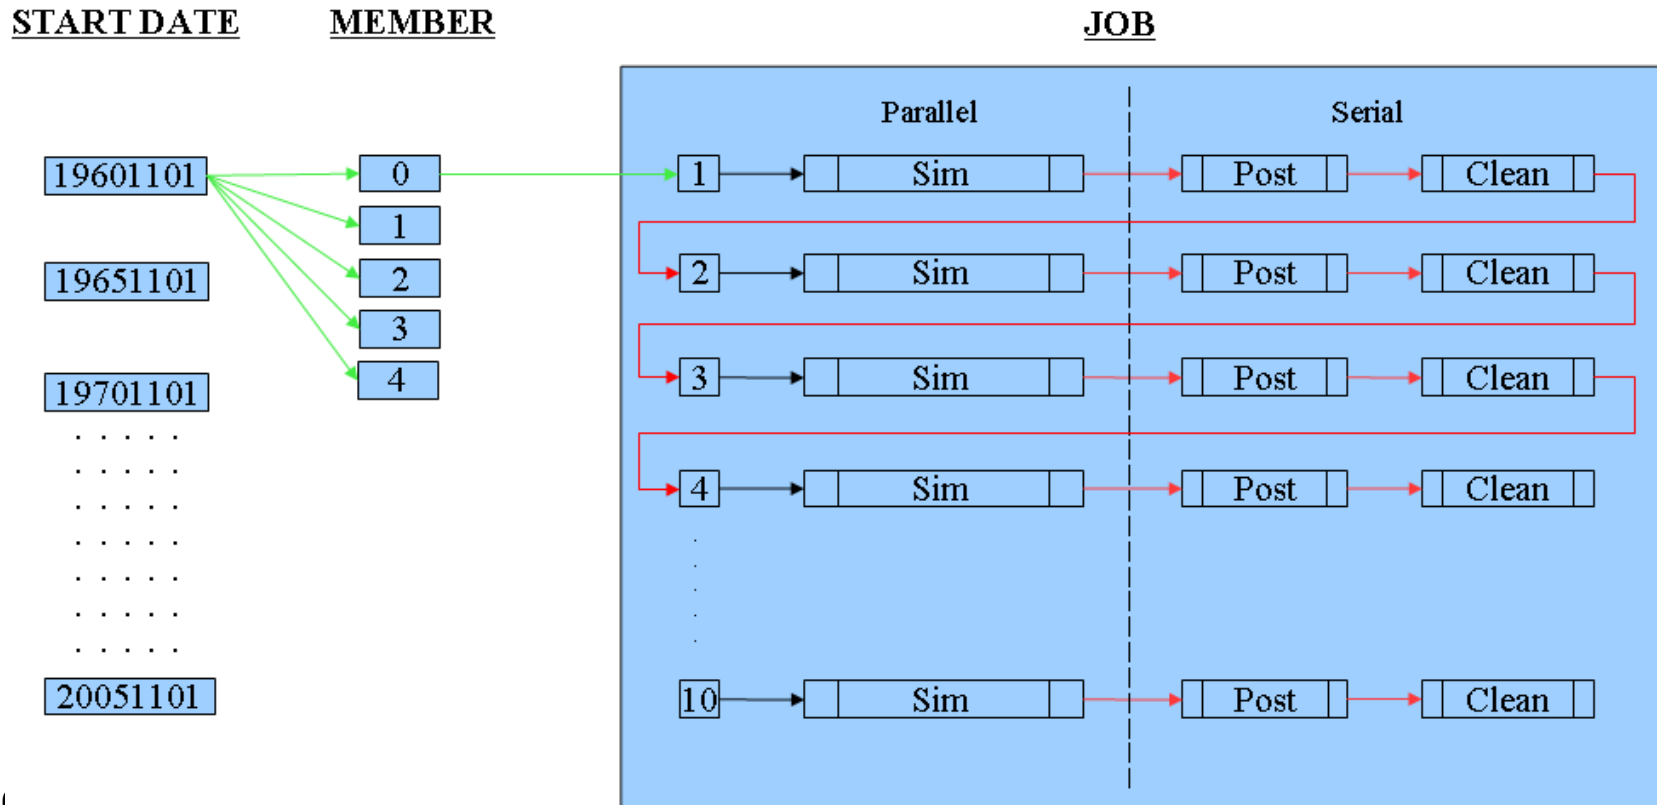 START DATE MEMBER JOB
Parallel Serial
19601101 0 1 Sim Post Clean
1
19651101 2 2 Sim Post Clean
3
19701101 4 3 Sim Post Clean
. . . . .
. . . . .
4 Sim Post Clean
. . . . .
. . . . .
. . . . .
. . . . .
. . . . .
20051101 10 Sim Post Clean